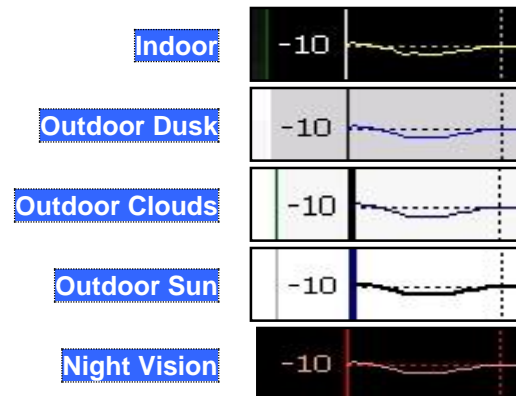 Indoor -10
Outdoor Dusk -10
Outdoor Clouds -10
Outdoor Sun -10
Night Vision -10